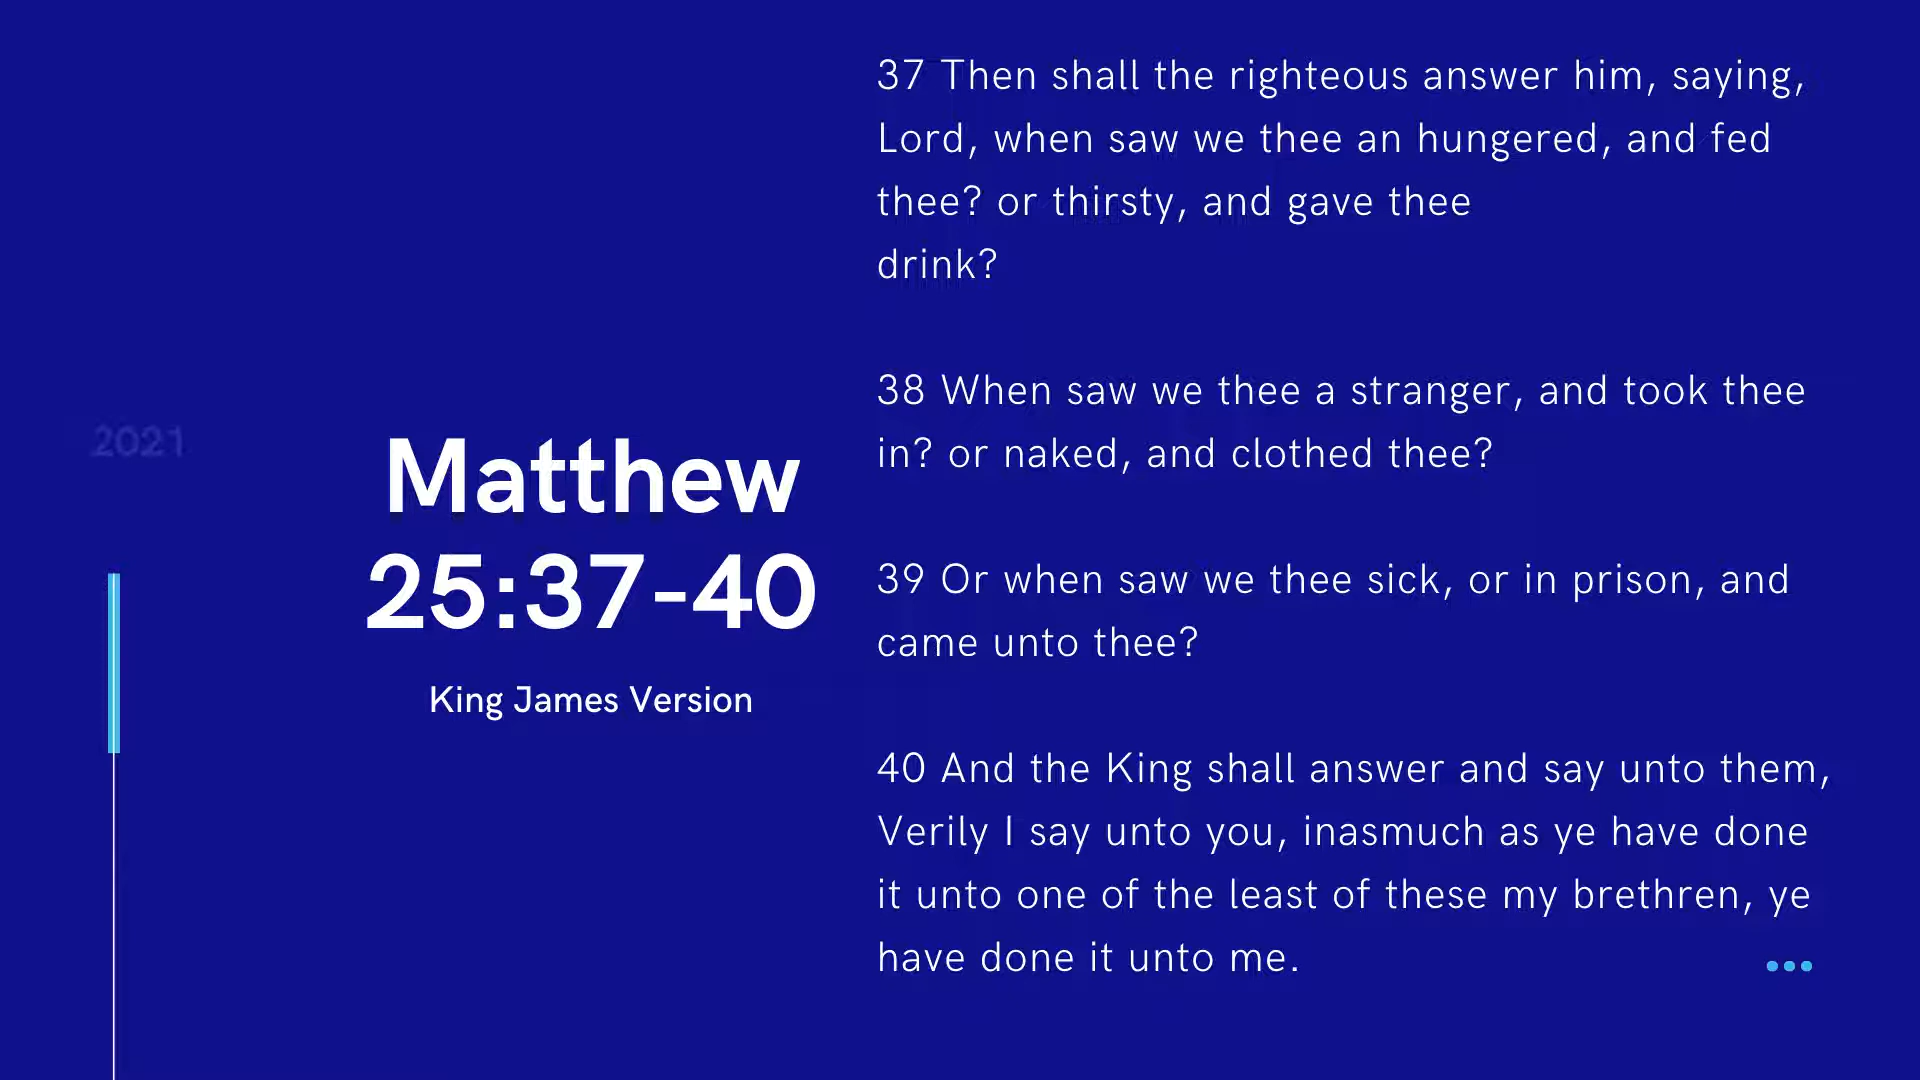 2021
Matthew
25:37-40
King James Version
37 Then shall the righteous answer him, saying,
Lord, when saw we thee an hungered, and fed
thee? or thirsty, and gave thee
drink?
38 When saw we thee a stranger, and took thee
in? or naked, and clothed thee?
39 Or when saw we thee sick, or in prison, and
came unto thee?
40 And the King shall answer and say unto them,
Verily I say unto you, inasmuch as ye have done
it unto one of the least of these my brethren, ye
have done it unto me.